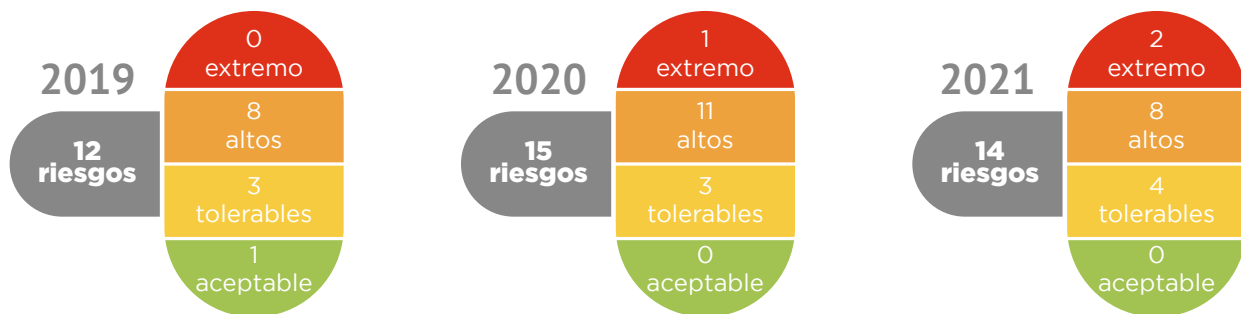 2019
12
riesgos
0
extremo
8
altos
3
tolerables
1
aceptable
2020
15
riesgos
1
extremo
11
altos
3
tolerables
0
aceptable
2021
14
riesgos
2
extremo
8
altos
4
tolerables
0
aceptable